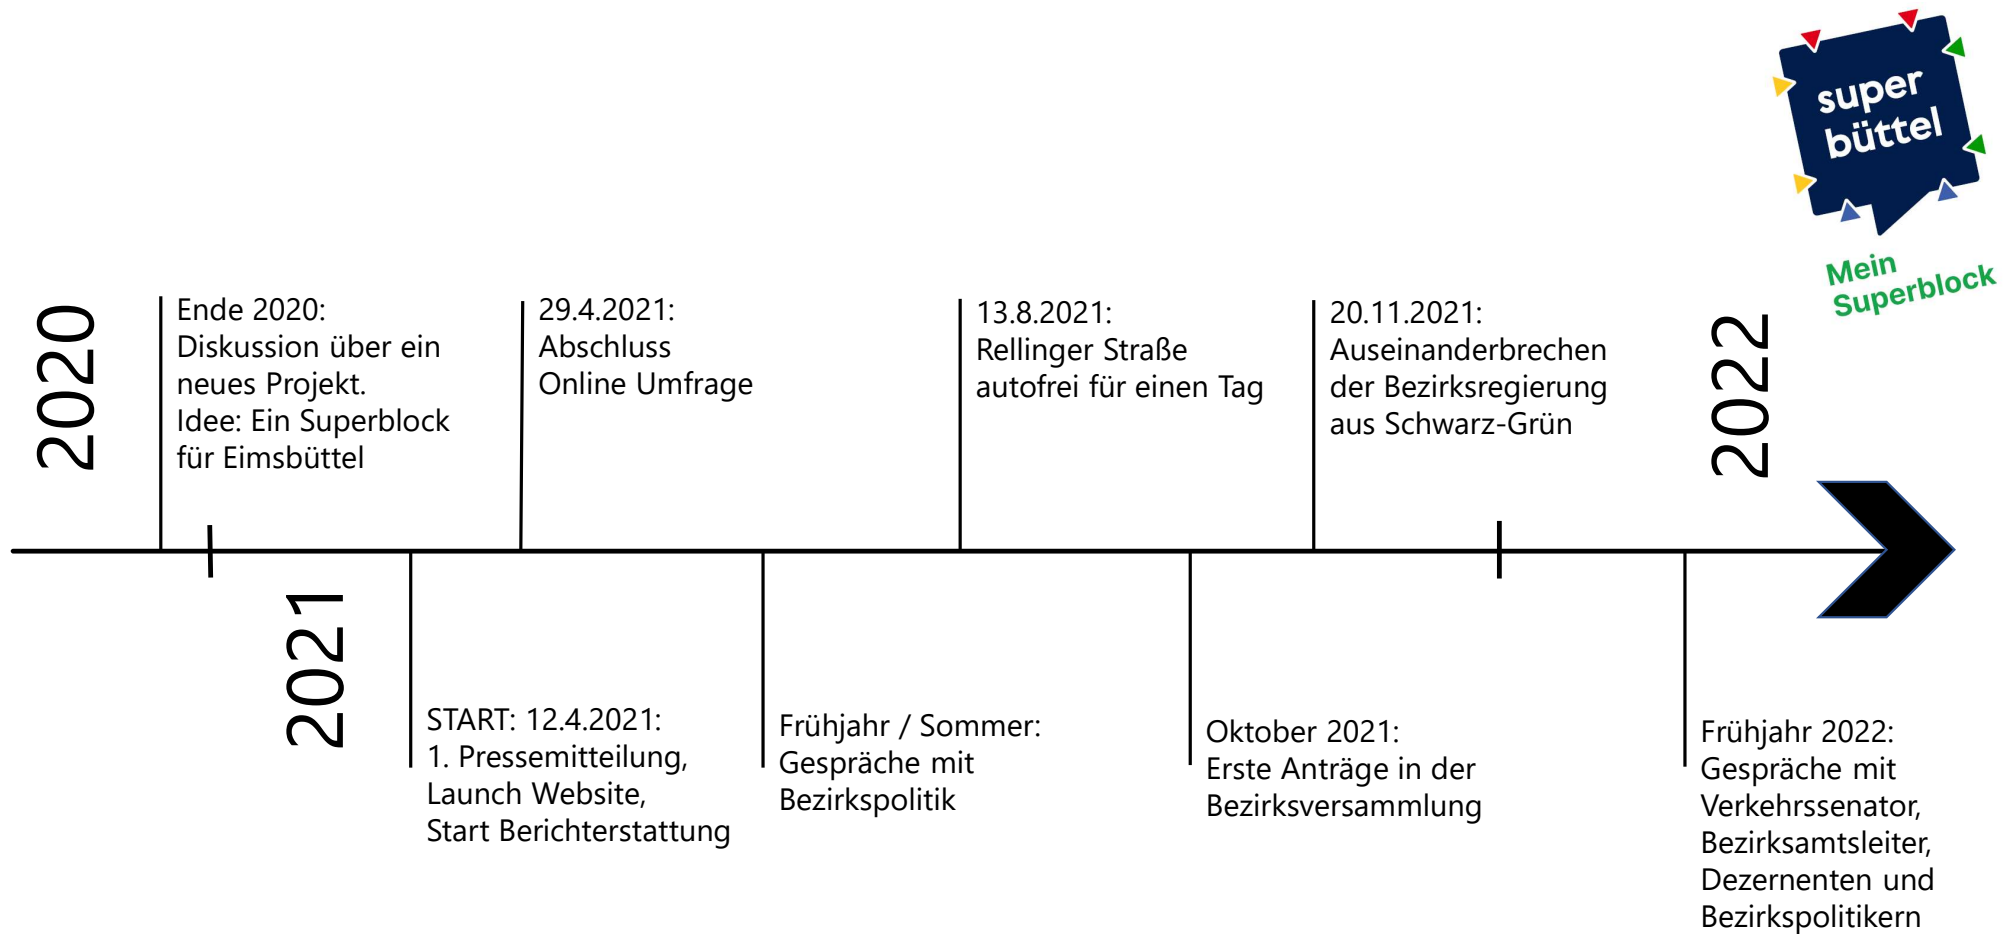 super
büttel
Mein
Superblock
2020
Ende 2020:
Diskussion über ein
neues Projekt.
Idee: Ein Superblock
für Eimsbüttel
2021
START: 12.4.2021:
1. Pressemitteilung,
Launch Website,
Start Berichterstattung
29.4.2021:
Abschluss
Online Umfrage
Frühjahr / Sommer:
Gespräche mit
Bezirkspolitik
13.8.2021:
Rellinger Straße
autofrei für einen Tag
Oktober 2021:
Erste Anträge in der
Bezirksversammlung
20.11.2021:
Auseinanderbrechen
der Bezirksregierung
aus Schwarz-Grün
2022
Frühjahr 2022:
Gespräche mit
Verkehrssenator,
Bezirksamtsleiter,
Dezernenten und
Bezirkspolitikern